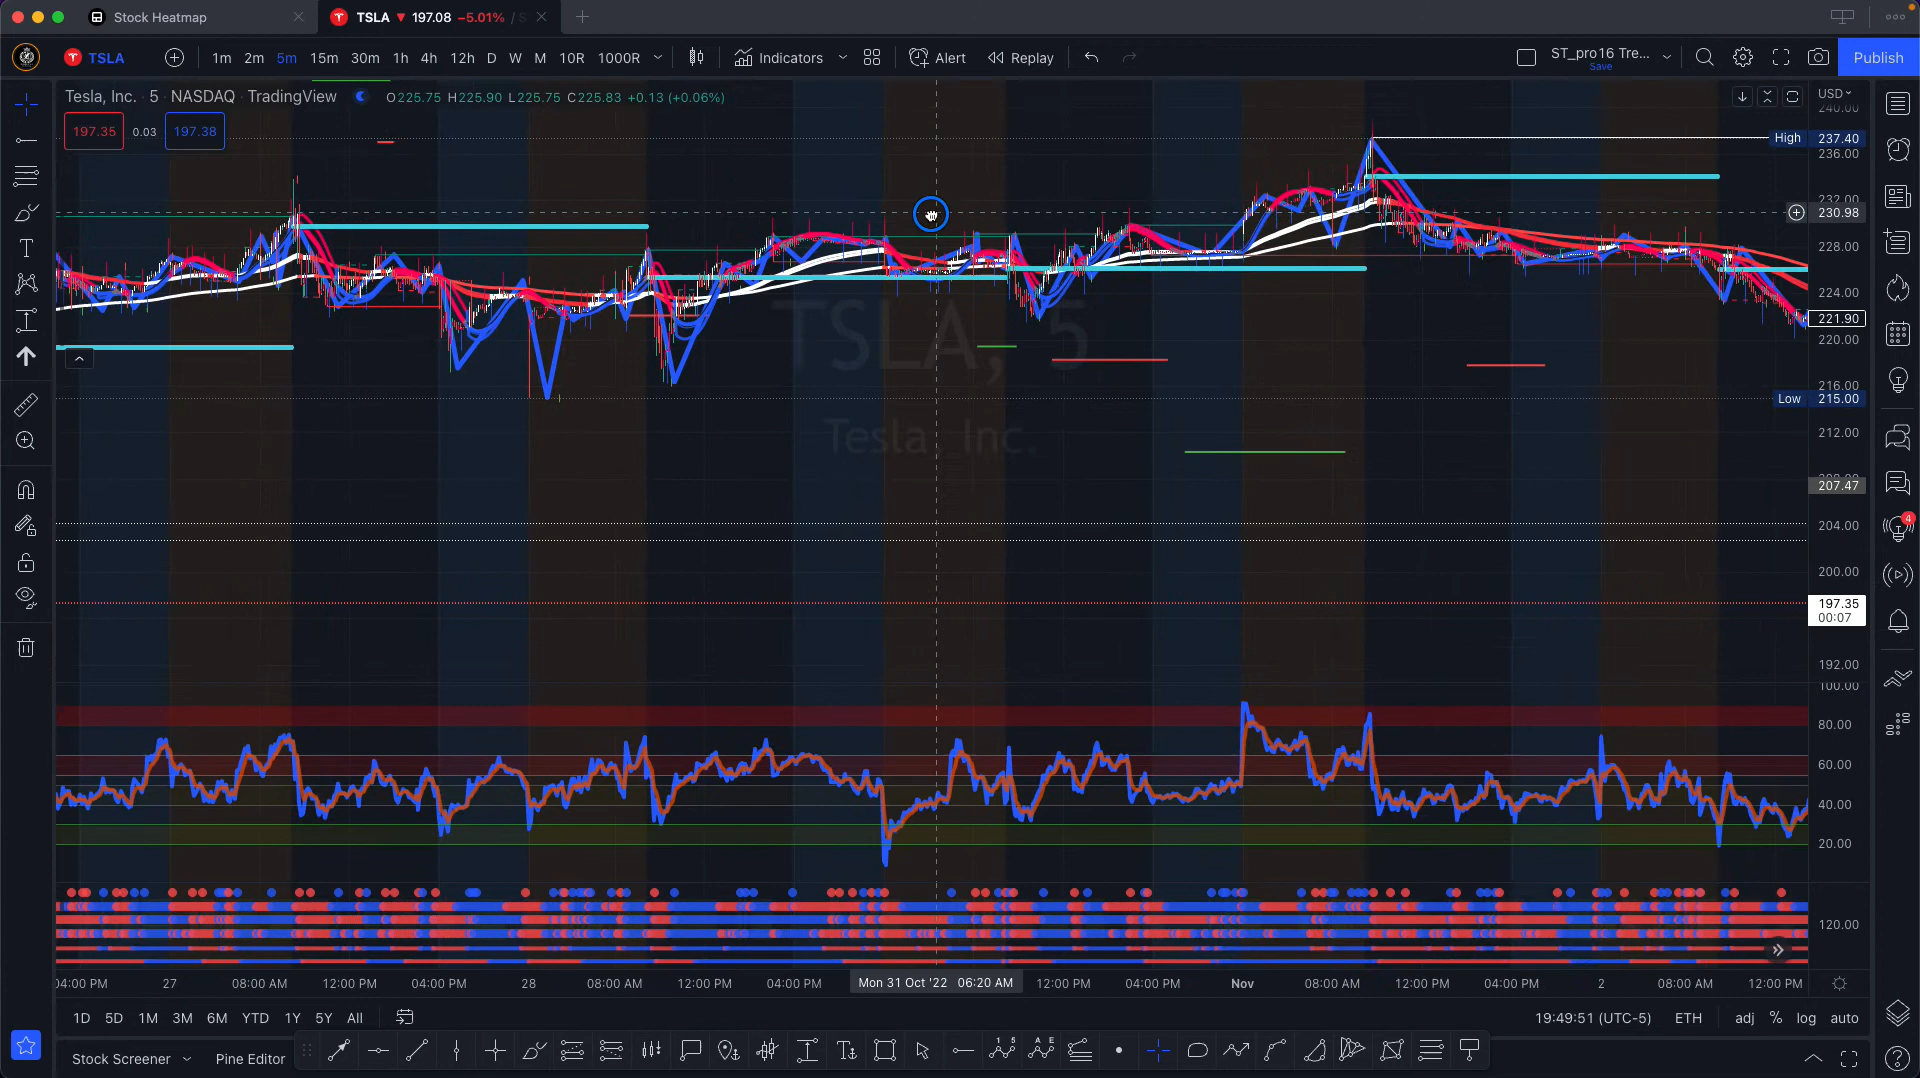 Stock Heatmap
TSLA ▼ 197.08 −5.01% / S
TSLA 1m 2m 5m 15m 30m 1h 4h 12h D W M 10R 1000R Indicators Alert Replay ST_pro16 Tre... Save Publish
Tesla, Inc. · 5 · NASDAQ · TradingView O225.75 H225.90 L225.75 C225.83 +0.13 (+0.06%)
USD
240.00
197.35 0.03 197.38
High 237.40
236.00
232.00
230.98
228.00
224.00
TSLA, 5
221.90
220.00
216.00
Low 215.00
Tesla, Inc.
212.00
208.00
207.47
204.00
200.00
197.35
00:07
192.00
100.00
80.00
60.00
40.00
20.00
120.00
04:00 PM 27 08:00 AM 12:00 PM 04:00 PM 28 08:00 AM 12:00 PM 04:00 PM Mon 31 Oct '22 06:20 AM 12:00 PM 04:00 PM Nov 08:00 AM 12:00 PM 04:00 PM 2 08:00 AM 12:00 PM
1D 5D 1M 3M 6M YTD 1Y 5Y All 19:49:51 (UTC-5) ETH adj % log auto
Stock Screener Pine Editor
4